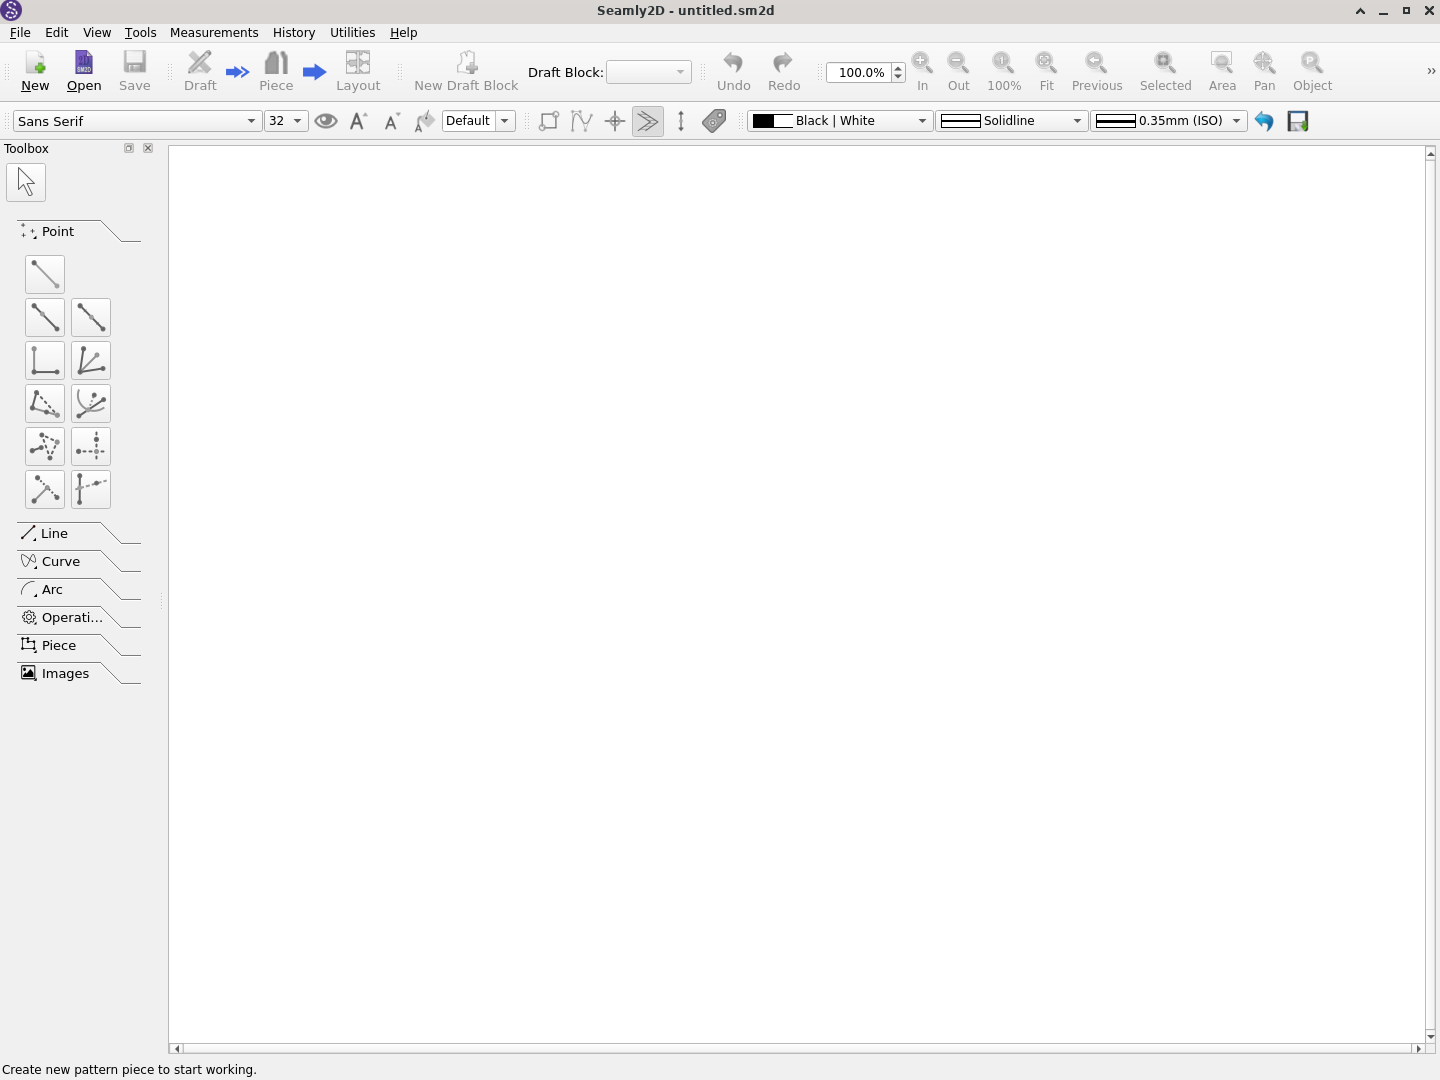 Seamly2D - untitled.sm2d
File Edit View Tools Measurements History Utilities Help
New Open Save Draft Piece Layout New Draft Block Draft Block: Undo Redo 100.0% In Out 100% Fit Previous Selected Area Pan Object
Sans Serif 32 Default Black | White Solidline 0.35mm (ISO)
Toolbox
Point
Line
Curve
Arc
Operati...
Piece
Images
Create new pattern piece to start working.